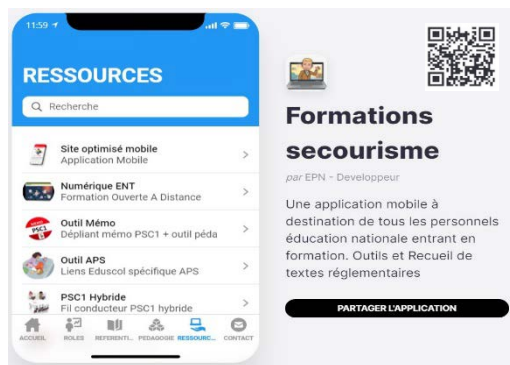 11:59
RESSOURCES
Recherche
Site optimisé mobile
Application Mobile
Numérique ENT
Formation Ouverte A Distance
Outil Mémo
Dépliant mémo PSC1 + outil péda
Outil APS
Liens Eduscol spécifique APS
PSC1 Hybride
Fil conducteur PSC1 hybride
ACCUEIL ROLES REFERENTI... PEDAGOGIE RESSOURC... CONTACT
Formations
secourisme
par EPN - Developpeur
Une application mobile à
destination de tous les personnels
éducation nationale entrant en
formation. Outils et Recueil de
textes réglementaires
PARTAGER L'APPLICATION